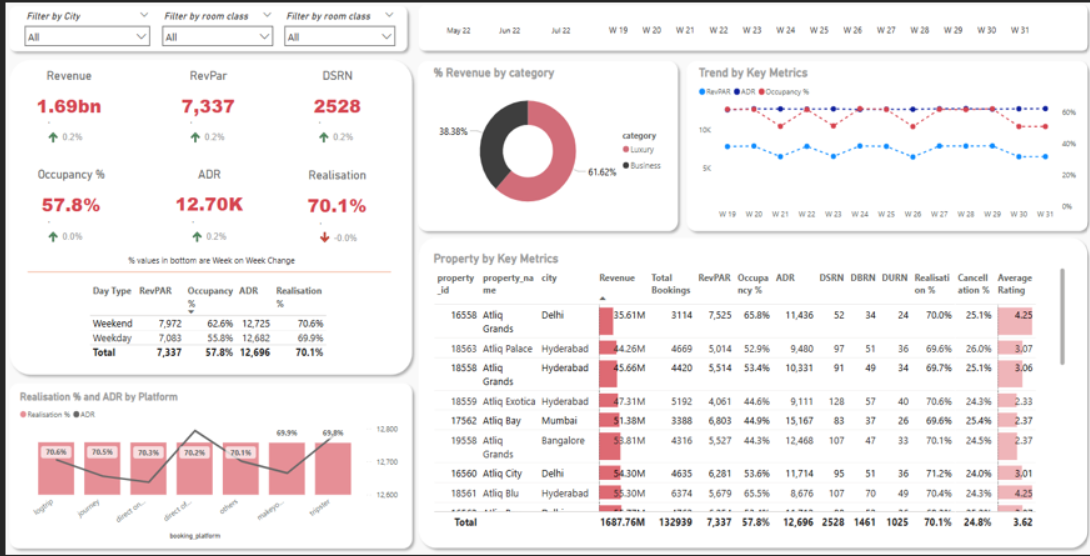 Filter by City
Filter by room class
Filter by room class
All
All
All
May 22 Jun 22 Jul 22 W 19 W 20 W 21 W 22 W 23 W 24 W 25 W 26 W 27 W 28 W 29 W 30 W 31
Revenue RevPar DSRN
1.69bn 7,337 2528
0.2% 0.2% 0.2%
Occupancy % ADR Realisation
57.8% 12.70K 70.1%
0.0% 0.2% -0.0%
% values in bottom are Week on Week Change
Day Type RevPAR Occupancy % ADR Realisation %
Weekend 7,972 62.6% 12,725 70.6%
Weekday 7,083 55.8% 12,682 69.9%
Total 7,337 57.8% 12,696 70.1%
Realisation % and ADR by Platform
Realisation % ADR
70.6% 70.5% 70.3% 70.2% 70.1% 69.9% 69.8%
12,800
12,700
12,600
logtrip journey direct on... direct of... others makeyo... tripster
booking_platform
% Revenue by category
38.38%
61.62%
category
Luxury
Business
Trend by Key Metrics
RevPAR ADR Occupancy %
60%
40%
20%
0%
W 19 W 20 W 21 W 22 W 23 W 24 W 25 W 26 W 27 W 28 W 29 W 30 W 31
Property by Key Metrics
property_id property_name city Revenue Total Bookings RevPAR Occupancy % ADR DSRN DBRN DURN Realisation % Cancellation % Average Rating
16558 Atliq Grands Delhi 35.61M 3114 7,525 65.8% 11,436 52 34 24 70.0% 25.1% 4.25
18563 Atliq Palace Hyderabad 44.26M 4669 5,014 52.9% 9,480 97 51 36 69.6% 26.0% 3.07
18558 Atliq Grands Hyderabad 45.66M 4420 5,514 53.4% 10,331 91 49 34 69.7% 25.1% 3.06
18559 Atliq Exotica Hyderabad 47.31M 5192 4,061 44.6% 9,111 128 57 40 70.6% 24.3% 2.33
17562 Atliq Bay Mumbai 51.38M 3388 6,803 44.9% 15,167 83 37 26 69.6% 25.4% 2.37
19558 Atliq Grands Bangalore 53.81M 4316 5,527 44.3% 12,468 107 47 33 70.1% 24.5% 2.37
16560 Atliq City Delhi 54.30M 4635 6,281 53.6% 11,714 95 51 36 71.2% 24.0% 3.01
18561 Atliq Blu Hyderabad 55.30M 6374 5,679 65.5% 8,676 107 70 49 70.4% 24.3% 4.25
Total 1687.76M 132939 7,337 57.8% 12,696 2528 1461 1025 70.1% 24.8% 3.62